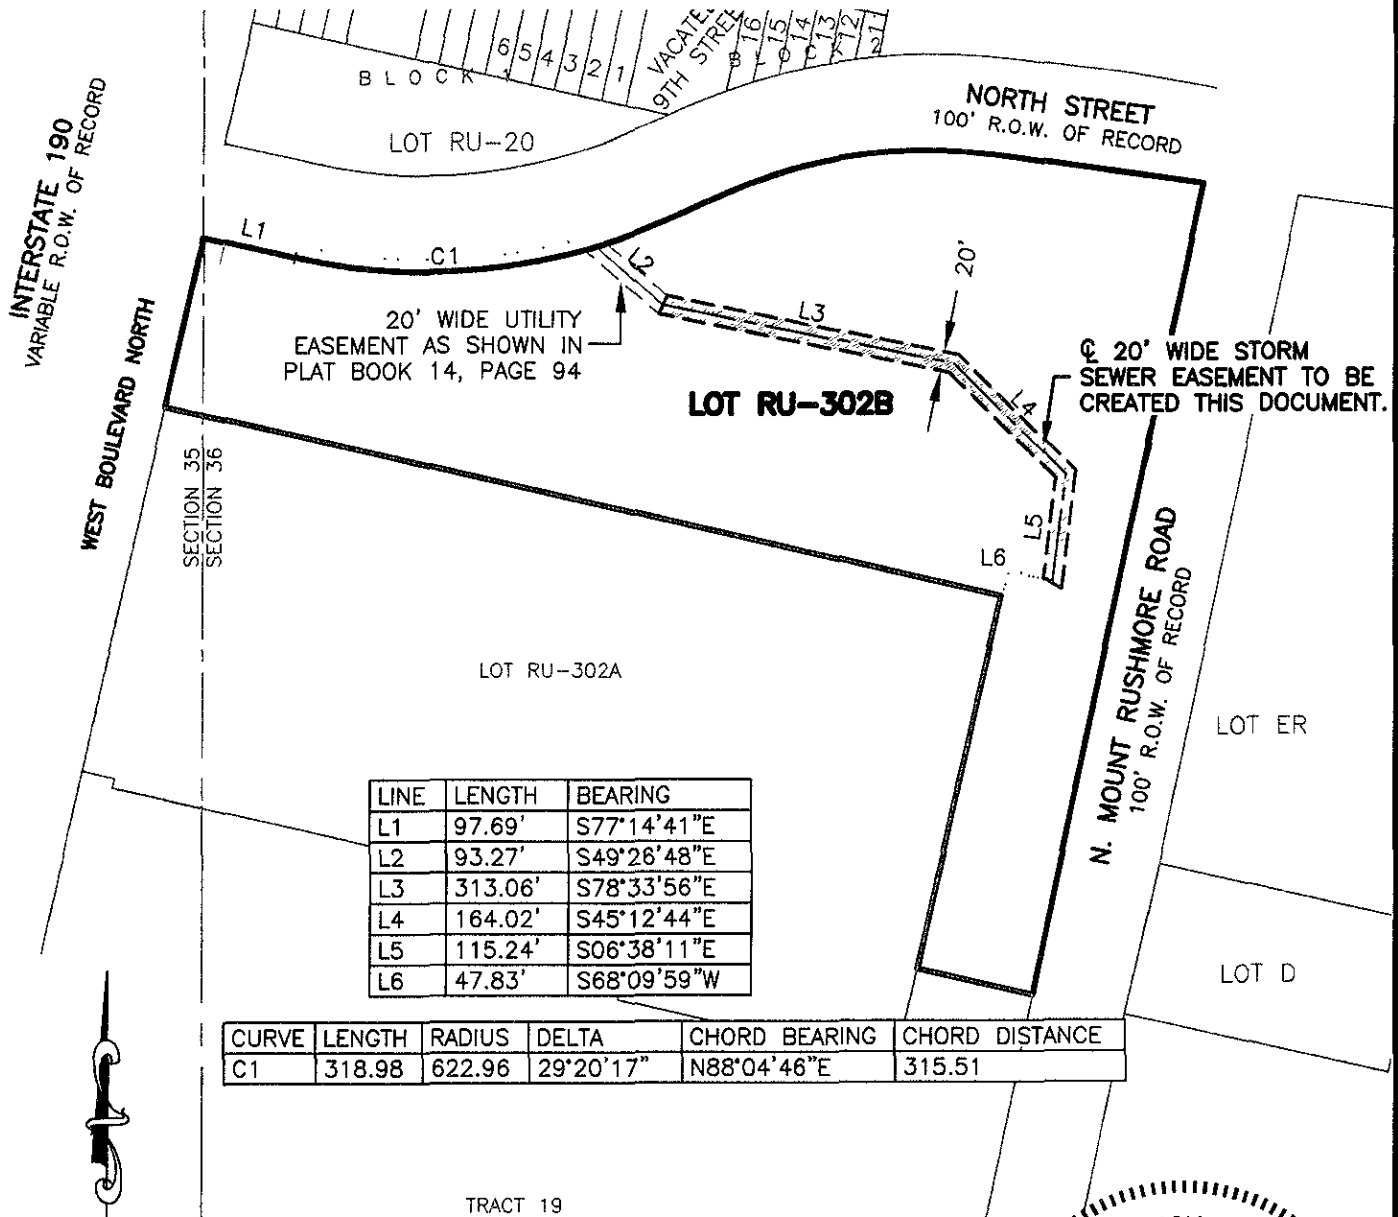 6 5 4 3 2 1
BLOCK 1
VACATE
9TH STREE
16 15 14 13 12 11
BLOCK 2
LOT RU-20
NORTH STREET
100' R.O.W. OF RECORD
INTERSTATE 190
VARIABLE R.O.W. OF RECORD
L1
C1
L2
20'
L3
20' WIDE UTILITY
EASEMENT AS SHOWN IN
PLAT BOOK 14, PAGE 94
WEST BOULEVARD NORTH
LOT RU-302B
℄ 20' WIDE STORM
SEWER EASEMENT TO BE
CREATED THIS DOCUMENT.
L4
SECTION 35
SECTION 36
L5
L6
N. MOUNT RUSHMORE ROAD
100' R.O.W. OF RECORD
LOT RU-302A
LOT ER
LINE LENGTH BEARING
L1 97.69' S77°14'41"E
L2 93.27' S49°26'48"E
L3 313.06' S78°33'56"E
L4 164.02' S45°12'44"E
L5 115.24' S06°38'11"E
L6 47.83' S68°09'59"W
LOT D
CURVE LENGTH RADIUS DELTA CHORD BEARING CHORD DISTANCE
C1 318.98 622.96 29°20'17" N88°04'46"E 315.51
TRACT 19